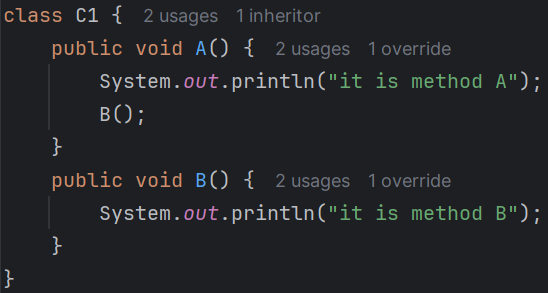 class C1 {  2 usages  1 inheritor
    public void A() {  2 usages  1 override
        System.out.println("it is method A");
        B();
    }
    public void B() {  2 usages  1 override
        System.out.println("it is method B");
    }
}